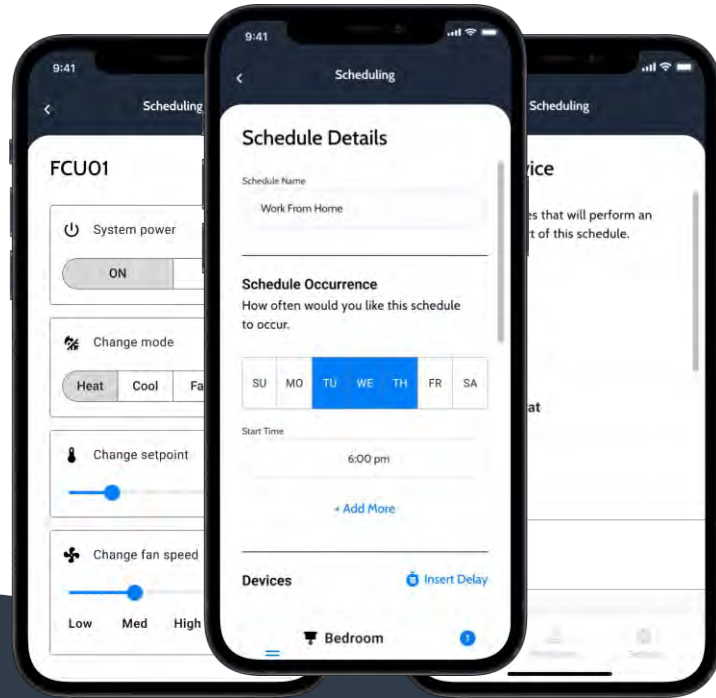 9:41
Scheduling
FCU01
System power
ON
Change mode
Heat Cool Fa
Change setpoint
Change fan speed
Low Med High
9:41
Scheduling
Schedule Details
Schedule Name
Work From Home
Schedule Occurrence
How often would you like this schedule
to occur.
SU MO TU WE TH FR SA
Start Time
6:00 pm
+ Add More
Devices
Insert Delay
Bedroom
1
Scheduling
ice
es that will perform an
t of this schedule.
at